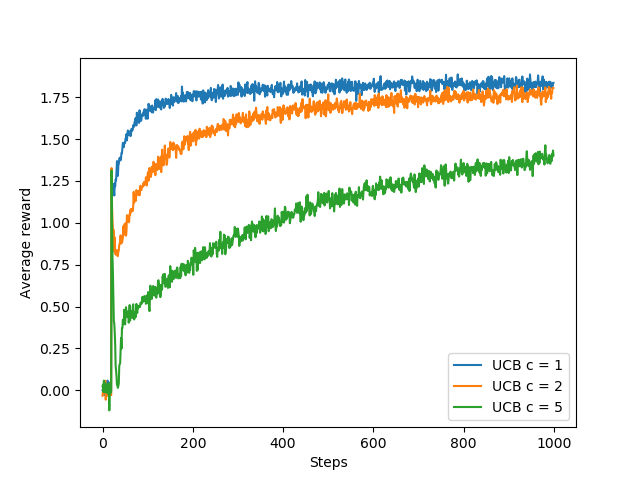 1.75
1.50
1.25
1.00
0.75
0.50
0.25
0.00
Average reward
0 200 400 600 800 1000
Steps
UCB c = 1
UCB c = 2
UCB c = 5